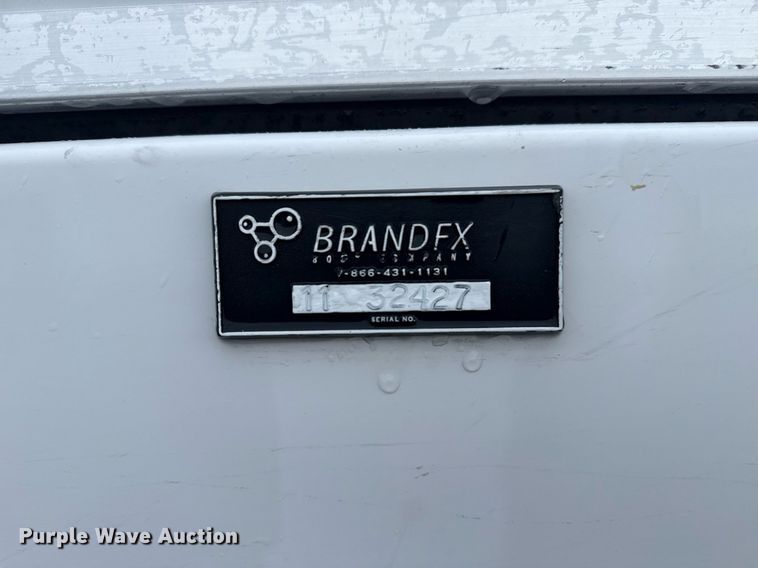 BRANDFX
BODY COMPANY
1-866-431-1131
11 32427
SERIAL NO.
Purple Wave Auction